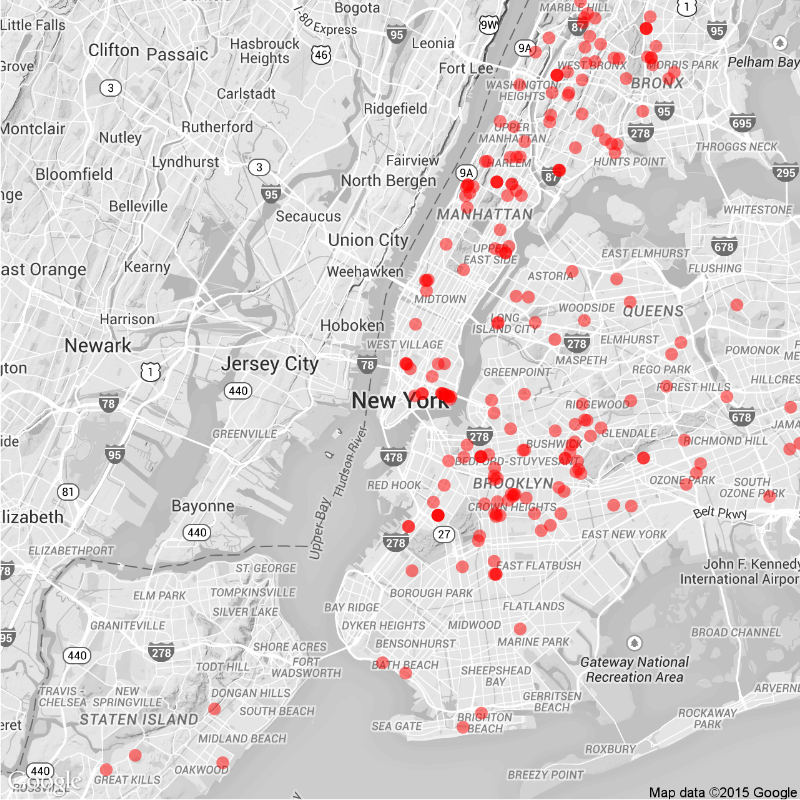 Bogota
MARBLE HILL
1
Little Falls
I-80 Express
9W
87
95
Clifton
Passaic
Hasbrouck
Heights
46
95
Leonia
9A
Fort Lee
WEST BRONX
MORRIS PARK
Pelham Bay
BRONX
3
Carlstadt
WASHINGTON
HEIGHTS
Ridgefield
95
Montclair
Nutley
Rutherford
UPPER
MANHATTAN
278
695
Lyndhurst
3
Fairview
HARLEM
HUNTS POINT
THROGGS NECK
Bloomfield
North Bergen
9A
87
295
95
Belleville
Secaucus
MANHATTAN
WHITESTONE
Union City
678
UPPER
EAST SIDE
EAST ELMHURST
FLUSHING
ast Orange
Kearny
Weehawken
ASTORIA
MIDTOWN
WOODSIDE
QUEENS
Harrison
Hoboken
LONG
ISLAND CITY
Newark
WEST VILLAGE
278
ELMHURST
POMONOK
1
Jersey City
78
MASPETH
REGO PARK
GREENPOINT
HILLCRES
440
FOREST HILLS
78
New York
RIDGEWOOD
678
JAMA
GREENVILLE
278
BUSHWICK
GLENDALE
RICHMOND HILL
95
478
BEDFORD-STUYVESANT
Hudson River
RED HOOK
BROOKLYN
OZONE PARK
SOUTH
OZONE PARK
81
Bayonne
CROWN HEIGHTS
Belt Pkwy
lizabeth
440
Upper Bay
27
EAST NEW YORK
278
ELIZABETHPORT
ST. GEORGE
EAST FLATBUSH
John F. Kennedy
International Airpor
78
ELM PARK
TOMPKINSVILLE
BOROUGH PARK
SILVER LAKE
BAY RIDGE
FLATLANDS
GRANITEVILLE
DYKER HEIGHTS
MIDWOOD
BROAD CHANNEL
95
278
SHORE ACRES
BENSONHURST
MARINE PARK
440
TODT HILL
FORT
WADSWORTH
BATH BEACH
Gateway National
Recreation Area
SHEEPSHEAD
BAY
TRAVIS -
CHELSEA
NEW
SPRINGVILLE
DONGAN HILLS
GERRITSEN
BEACH
ARVERNE
SOUTH BEACH
STATEN ISLAND
SEA GATE
BRIGHTON
BEACH
ROCKAWAY
PARK
MIDLAND BEACH
ROXBURY
440
GREAT KILLS
OAKWOOD
BREEZY POINT
Google
ROSSVILLE
Map data ©2015 Google